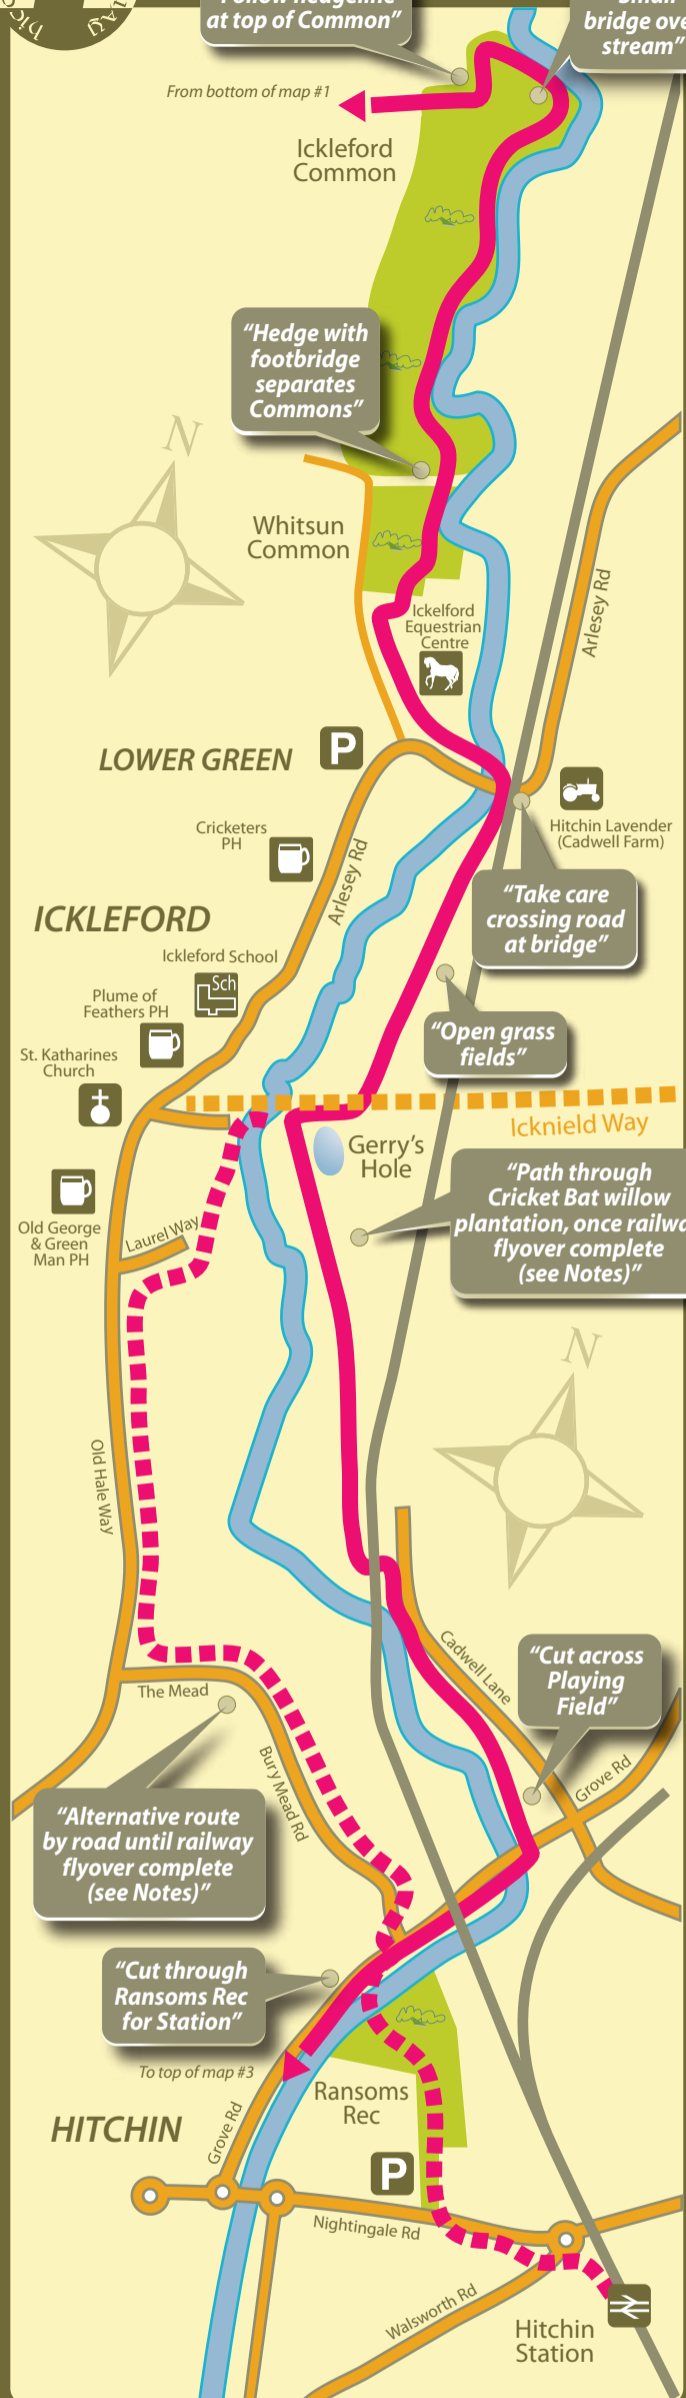 at top of Common”
bridge ove
stream”
From bottom of map #1
Ickleford
Common
“Hedge with
footbridge
separates
Commons”
N
Whitsun
Common
Ickelford
Equestrian
Centre
Arlesey Rd
LOWER GREEN
P
Hitchin Lavender
(Cadwell Farm)
Cricketers
PH
Arlesey Rd
“Take care
crossing road
at bridge”
ICKLEFORD
Ickleford School
Sch
Plume of
Feathers PH
“Open grass
fields”
St. Katharines
Church
Icknield Way
Gerry’s
Hole
“Path through
Cricket Bat willow
plantation, once railwa
flyover complete
(see Notes)”
Old George
& Green
Man PH
Laurel Way
N
Old Hale Way
Cadwell Lane
“Cut across
Playing
Field”
The Mead
Bury Mead Rd
Grove Rd
“Alternative route
by road until railway
flyover complete
(see Notes)”
“Cut through
Ransoms Rec
for Station”
To top of map #3
Ransoms
Rec
HITCHIN
Grove Rd
P
Nightingale Rd
Walsworth Rd
Hitchin
Station